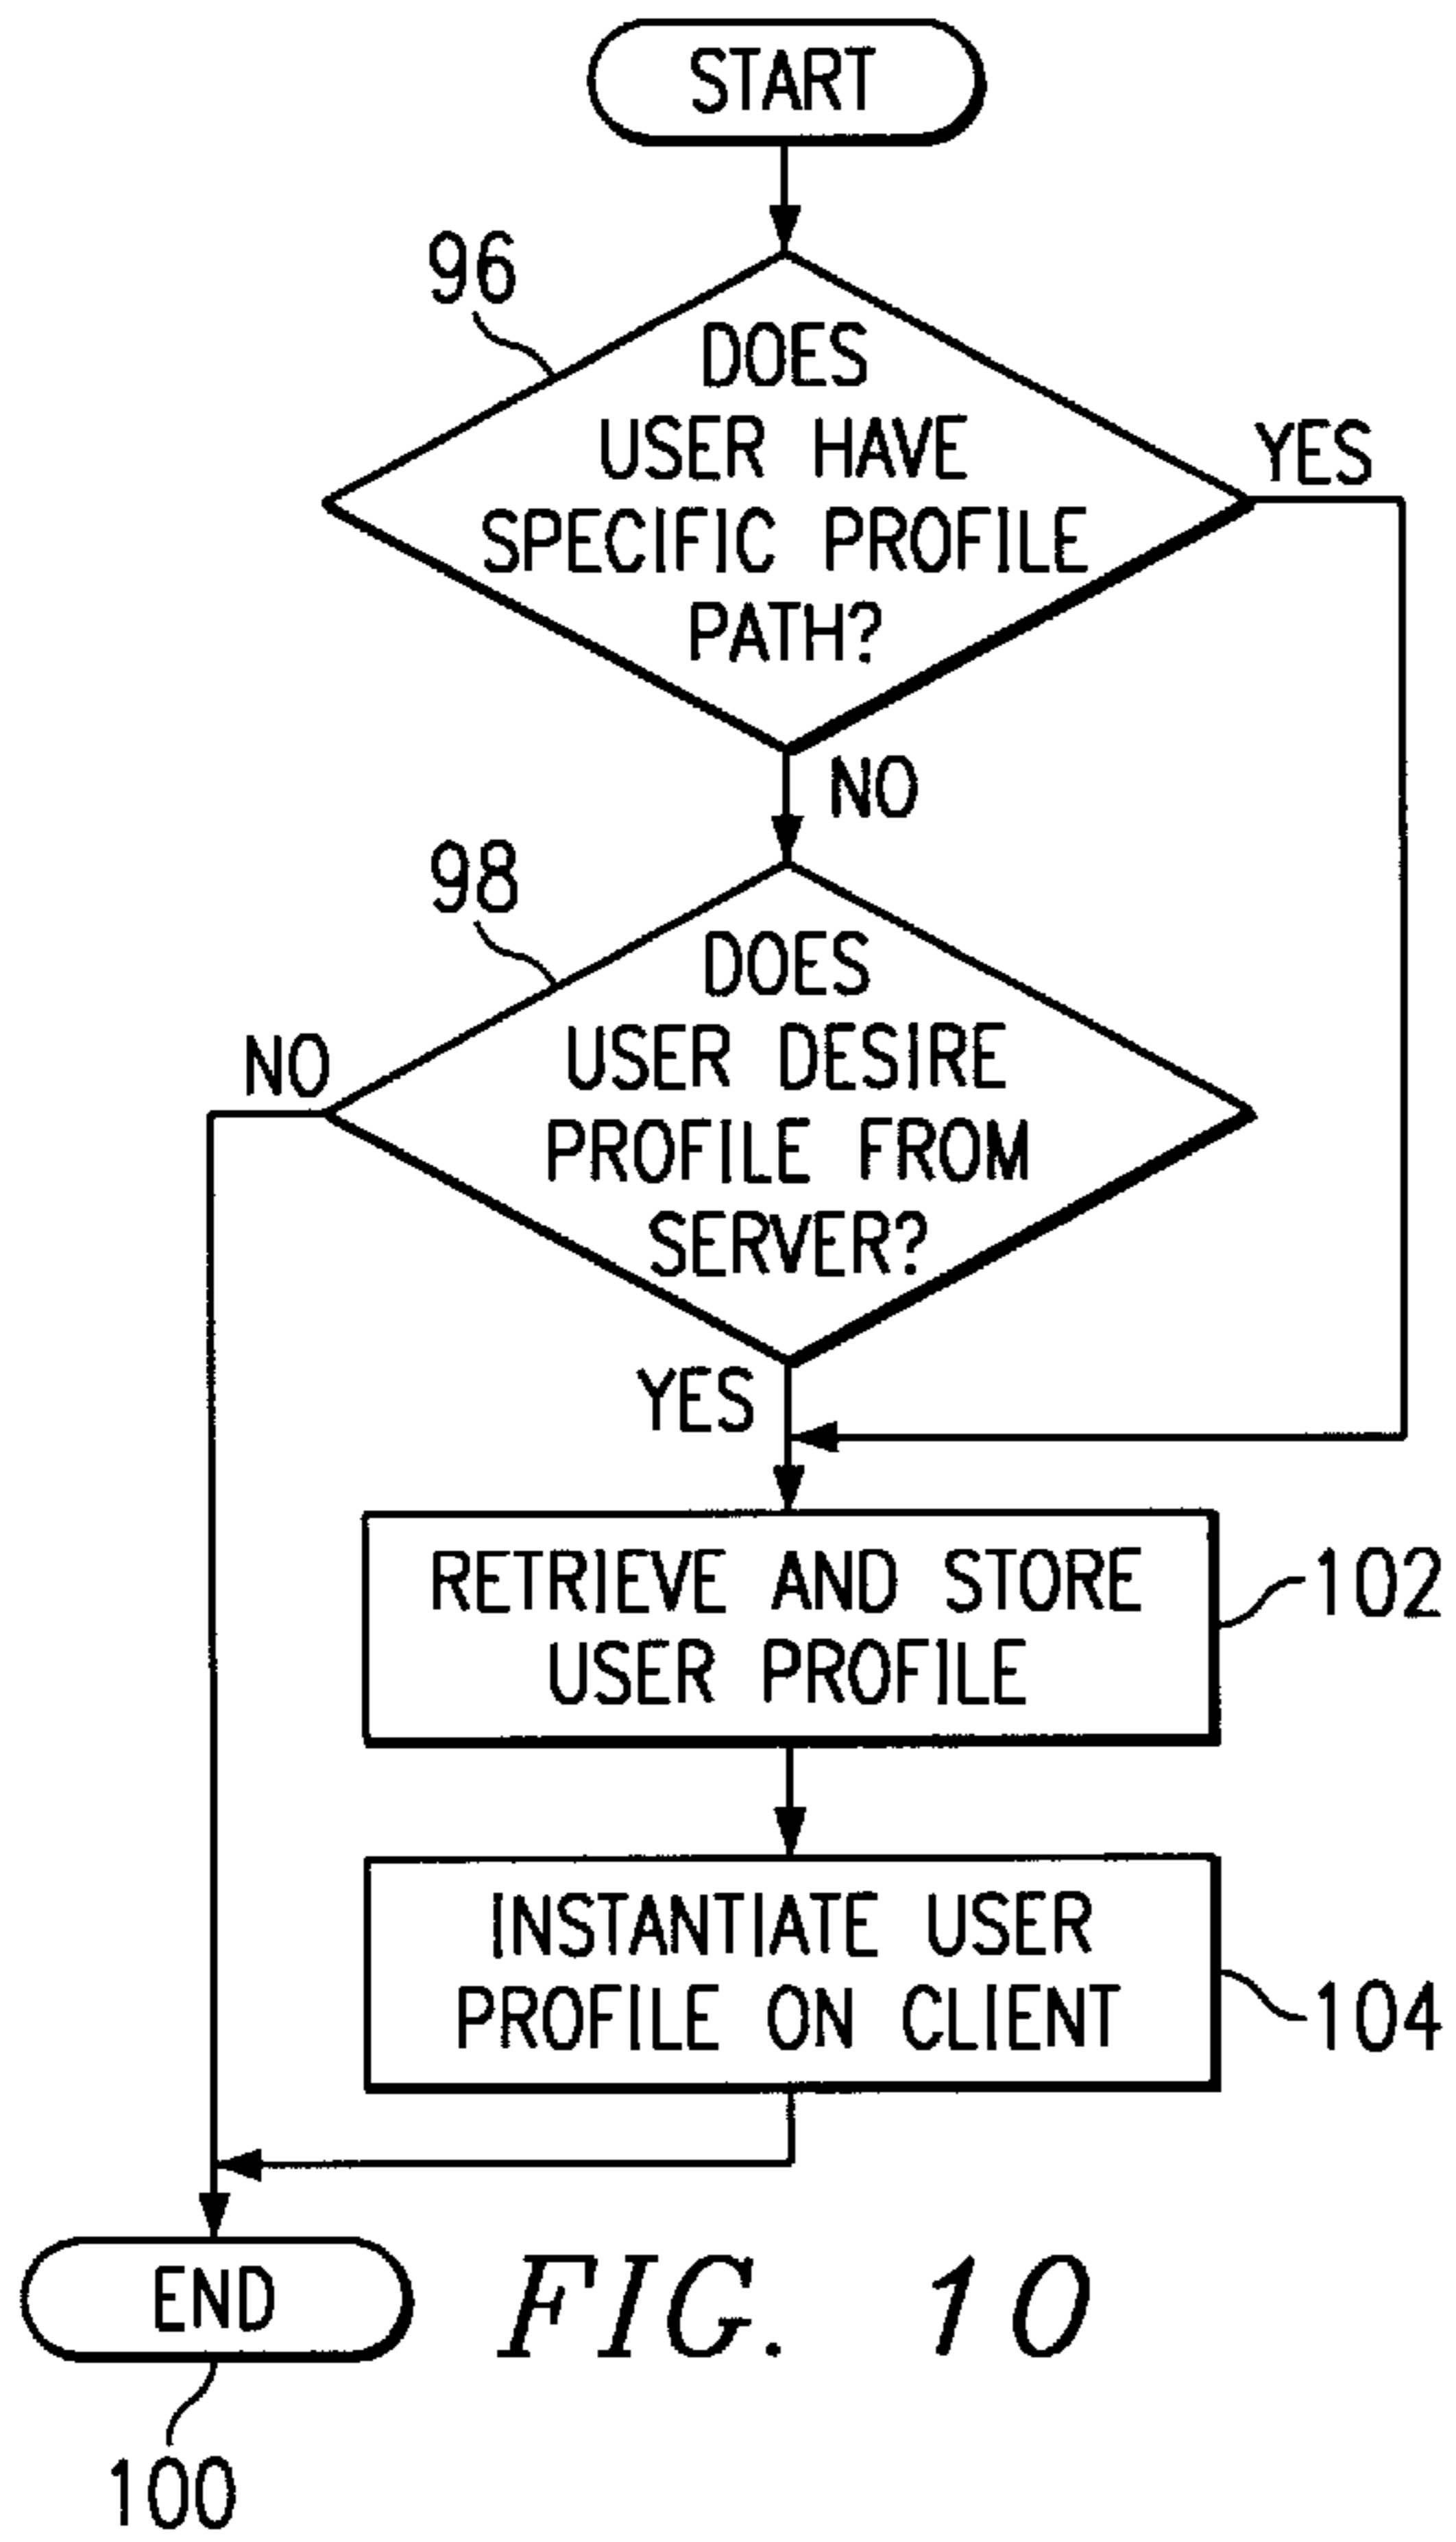 START
96
DOES
USER HAVE
SPECIFIC PROFILE
PATH?
YES
NO
98
DOES
USER DESIRE
PROFILE FROM
SERVER?
NO
YES
RETRIEVE AND STORE
USER PROFILE
102
INSTANTIATE USER
PROFILE ON CLIENT
104
END
100
FIG. 10